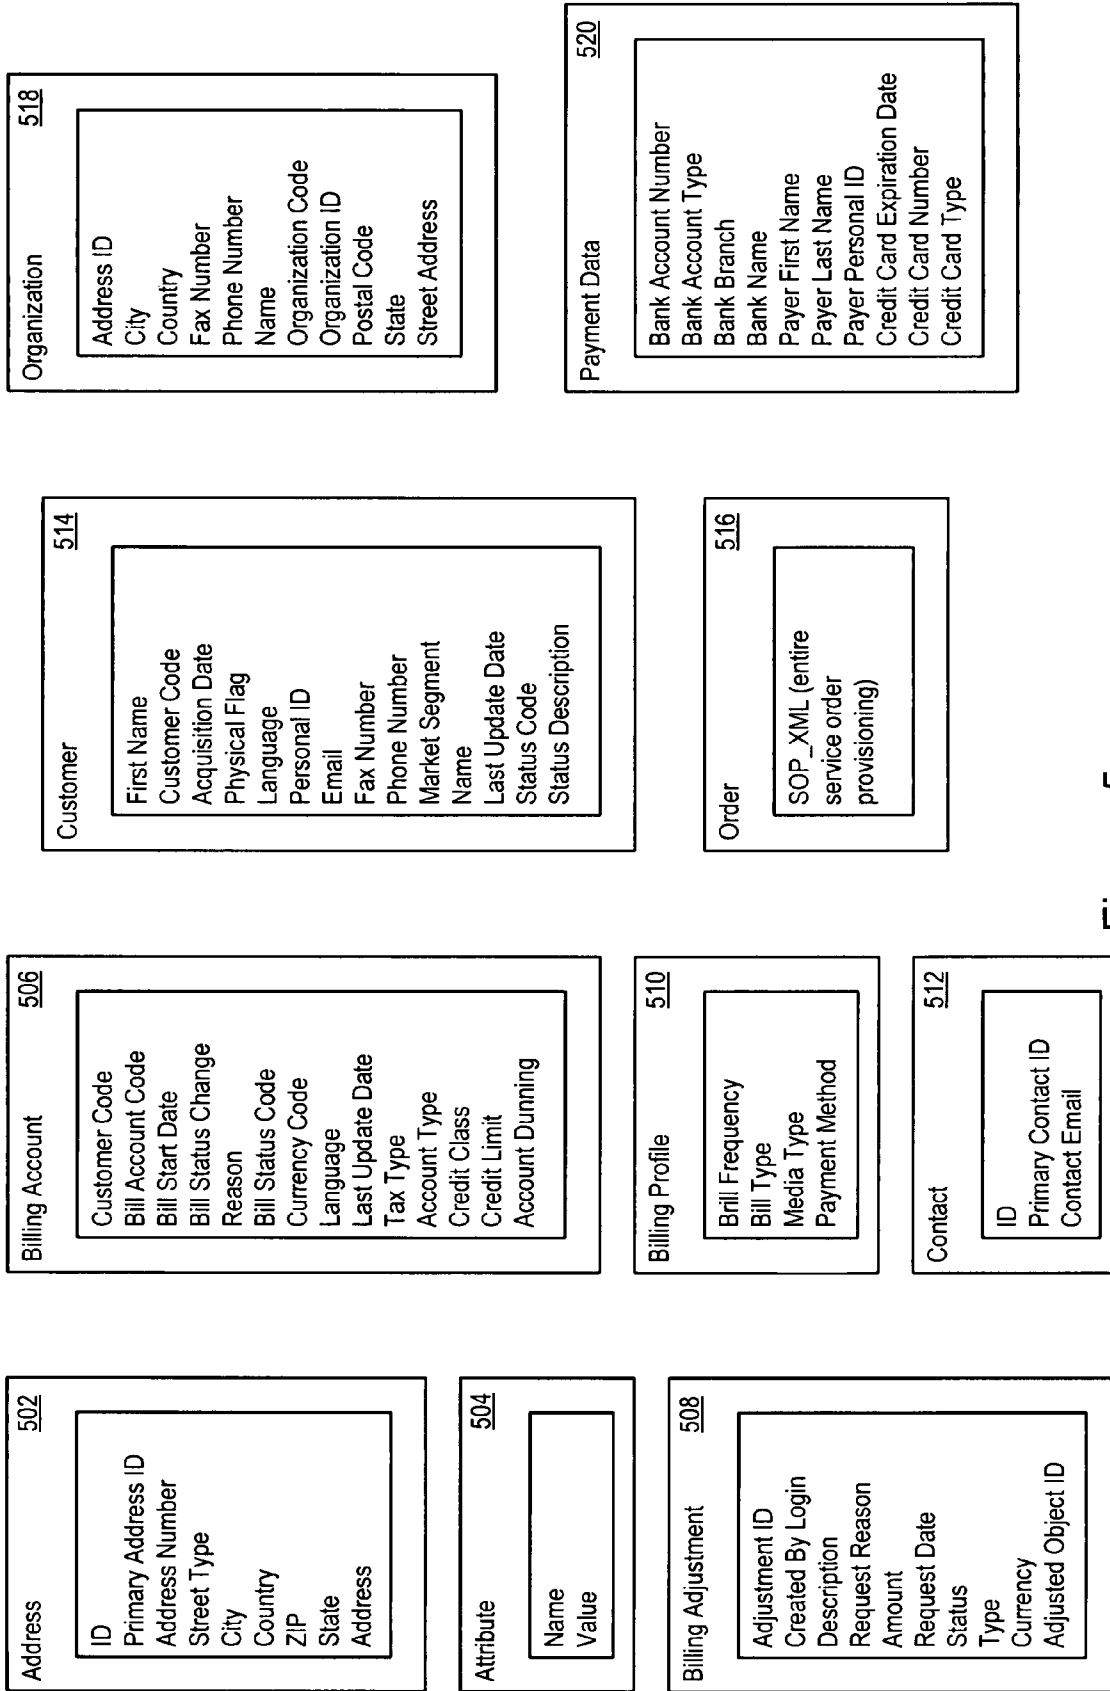 Address 502
ID
Primary Address ID
Address Number
Street Type
City
Country
ZIP
State
Address
Attribute 504
Name
Value
Billing Adjustment 508
Adjustment ID
Created By Login
Description
Request Reason
Amount
Request Date
Status
Type
Currency
Adjusted Object ID
Billing Account 506
Customer Code
Bill Account Code
Bill Start Date
Bill Status Change
Reason
Bill Status Code
Currency Code
Language
Last Update Date
Tax Type
Account Type
Credit Class
Credit Limit
Account Dunning
Billing Profile 510
Brill Frequency
Bill Type
Media Type
Payment Method
Contact 512
ID
Primary Contact ID
Contact Email
Customer 514
First Name
Customer Code
Acquisition Date
Physical Flag
Language
Personal ID
Email
Fax Number
Phone Number
Market Segment
Name
Last Update Date
Status Code
Status Description
Order 516
SOP_XML (entire
service order
provisioning)
Organization 518
Address ID
City
Country
Fax Number
Phone Number
Name
Organization Code
Organization ID
Postal Code
State
Street Address
Payment Data 520
Bank Account Number
Bank Account Type
Bank Branch
Bank Name
Payer First Name
Payer Last Name
Payer Personal ID
Credit Card Expiration Date
Credit Card Number
Credit Card Type